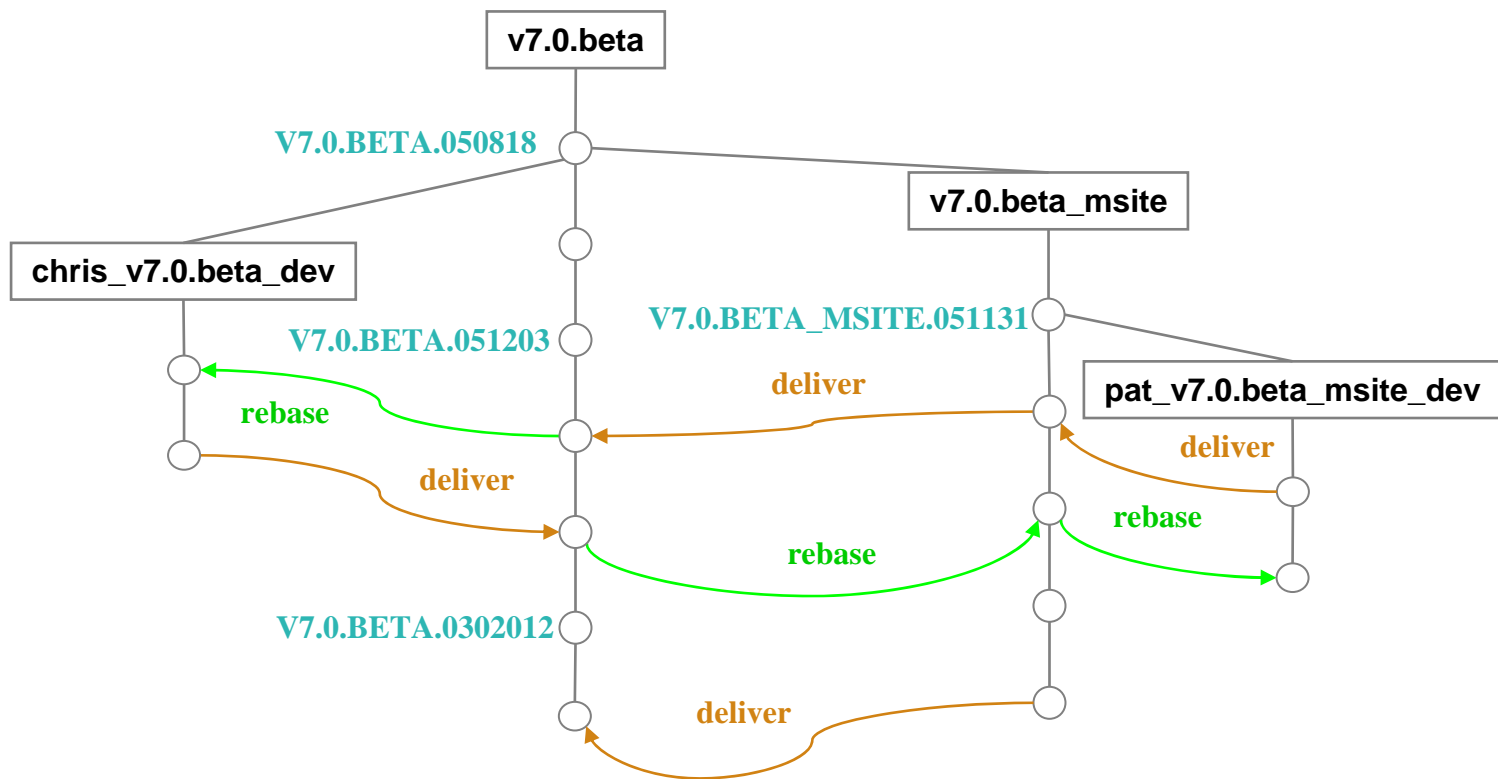 v7.0.beta
V7.0.BETA.050818
v7.0.beta_msite
chris_v7.0.beta_dev
V7.0.BETA.051203
V7.0.BETA_MSITE.051131
deliver
pat_v7.0.beta_msite_dev
rebase
deliver
deliver
rebase
rebase
V7.0.BETA.0302012
deliver